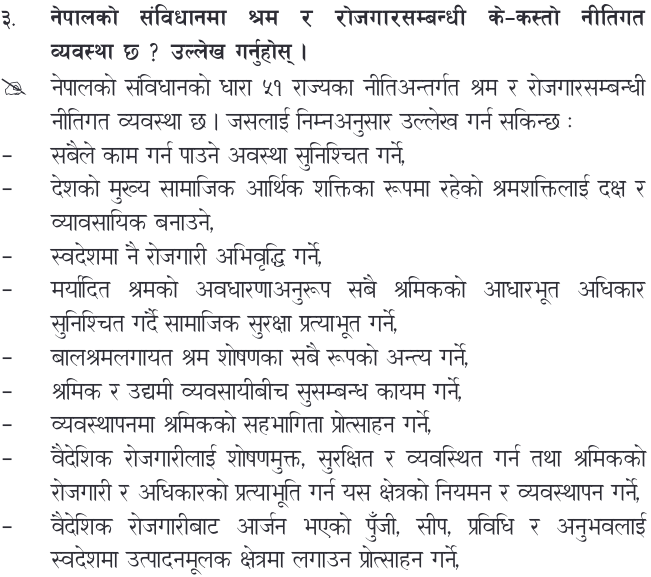 ३. नेपालको संविधानमा श्रम र रोजगारसम्बन्धी के-कस्तो नीतिगत
व्यवस्था छ ? उल्लेख गर्नुहोस् ।
नेपालको संविधानको धारा ५१ राज्यका नीतिअन्तर्गत श्रम र रोजगारसम्बन्धी
नीतिगत व्यवस्था छ । जसलाई निम्नअनुसार उल्लेख गर्न सकिन्छ :
- सबैले काम गर्न पाउने अवस्था सुनिश्चित गर्ने,
- देशको मुख्य सामाजिक आर्थिक शक्तिका रूपमा रहेको श्रमशक्तिलाई दक्ष र
व्यावसायिक बनाउने,
- स्वदेशमा नै रोजगारी अभिवृद्धि गर्ने,
- मर्यादित श्रमको अवधारणाअनुरूप सबै श्रमिकको आधारभूत अधिकार
सुनिश्चित गर्दै सामाजिक सुरक्षा प्रत्याभूत गर्ने,
- बालश्रमलगायत श्रम शोषणका सबै रूपको अन्त्य गर्ने,
- श्रमिक र उद्यमी व्यवसायीबीच सुसम्बन्ध कायम गर्ने,
- व्यवस्थापनमा श्रमिकको सहभागिता प्रोत्साहन गर्ने,
- वैदेशिक रोजगारीलाई शोषणमुक्त, सुरक्षित र व्यवस्थित गर्न तथा श्रमिकको
रोजगारी र अधिकारको प्रत्याभूति गर्न यस क्षेत्रको नियमन र व्यवस्थापन गर्ने,
- वैदेशिक रोजगारीबाट आर्जन भएको पुँजी, सीप, प्रविधि र अनुभवलाई
स्वदेशमा उत्पादनमूलक क्षेत्रमा लगाउन प्रोत्साहन गर्ने,